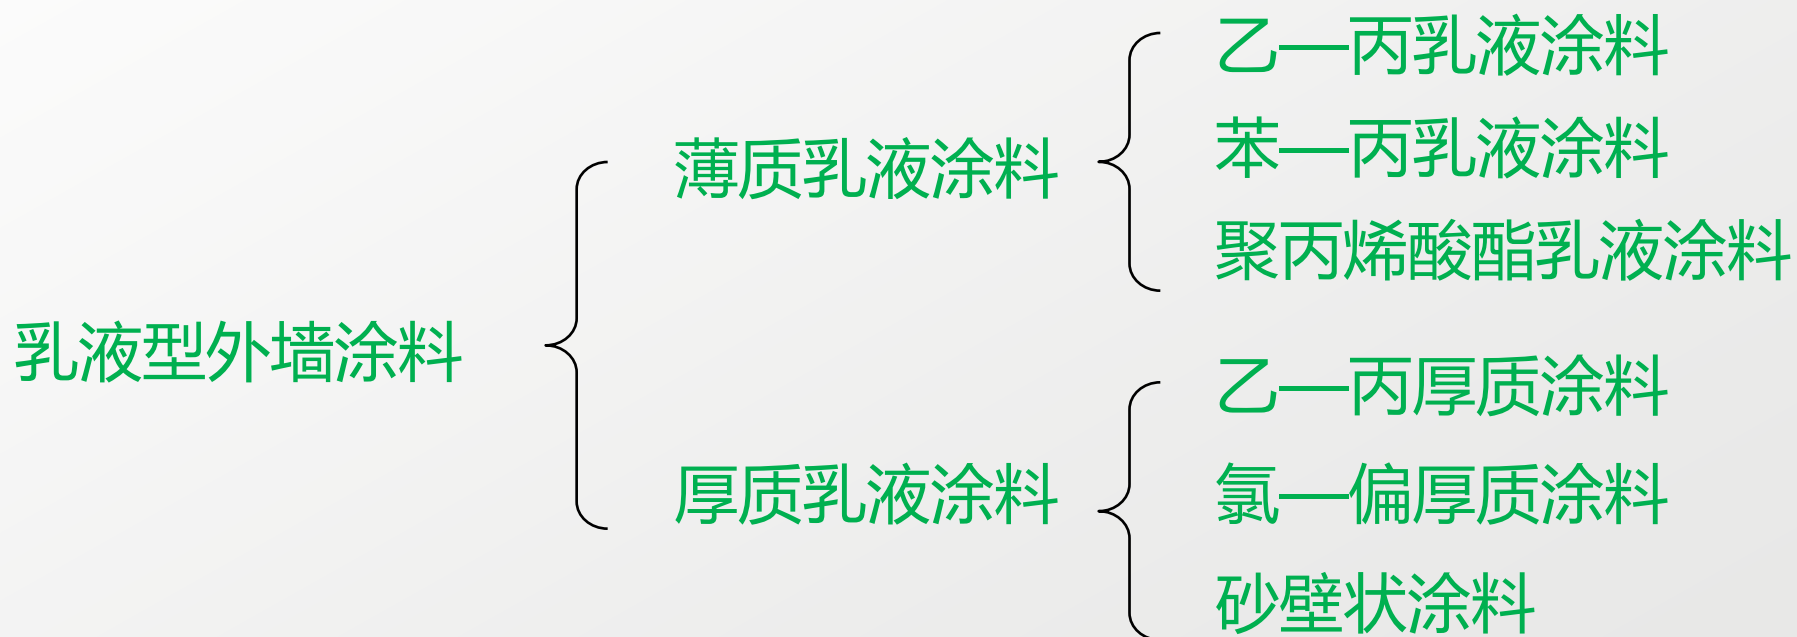 乳液型外墙涂料
薄质乳液涂料
乙—丙乳液涂料
苯—丙乳液涂料
聚丙烯酸酯乳液涂料
厚质乳液涂料
乙—丙厚质涂料
氯—偏厚质涂料
砂壁状涂料